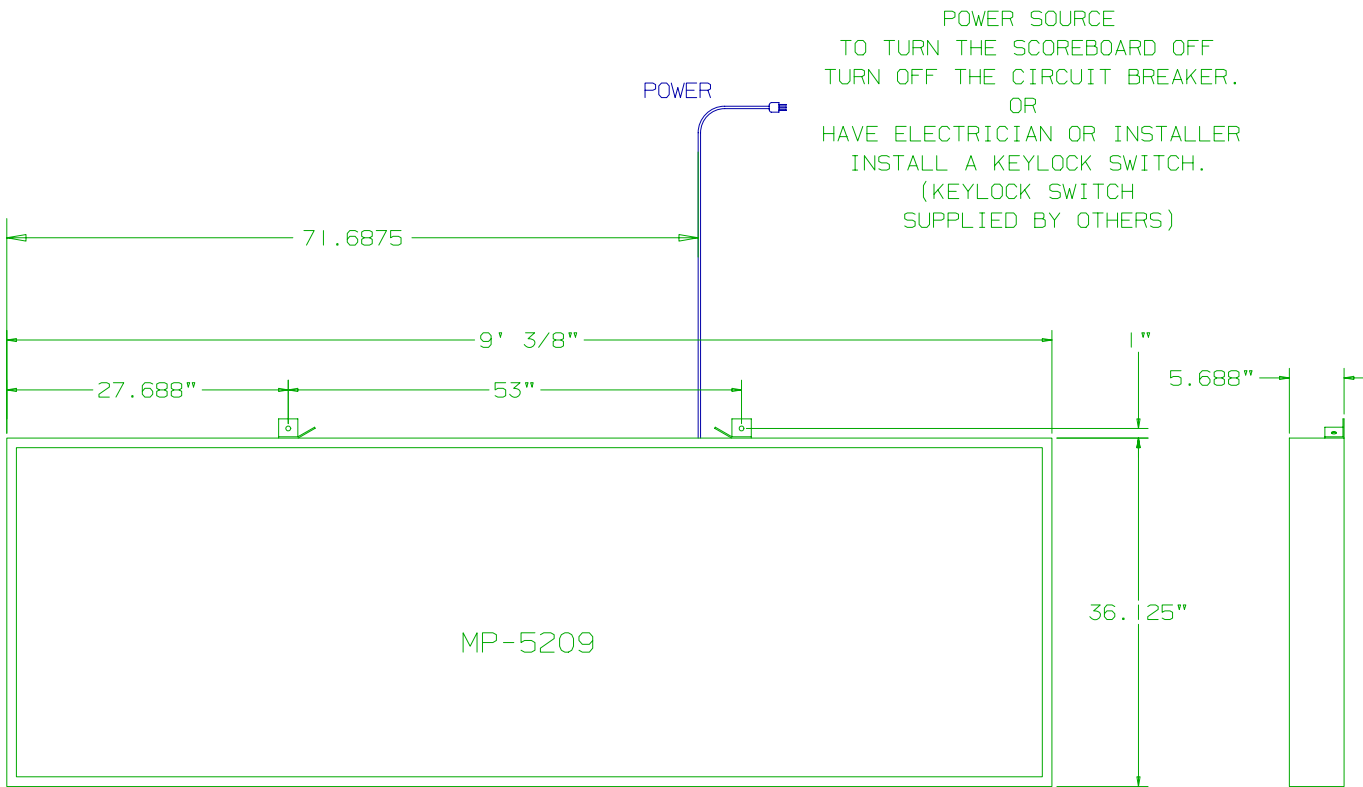 POWER SOURCE
TO TURN THE SCOREBOARD OFF
TURN OFF THE CIRCUIT BREAKER.
OR
HAVE ELECTRICIAN OR INSTALLER
INSTALL A KEYLOCK SWITCH.
(KEYLOCK SWITCH
SUPPLIED BY OTHERS)
POWER
71.6875
9' 3/8"
1"
27.688"
53"
5.688"
36.125"
MP-5209